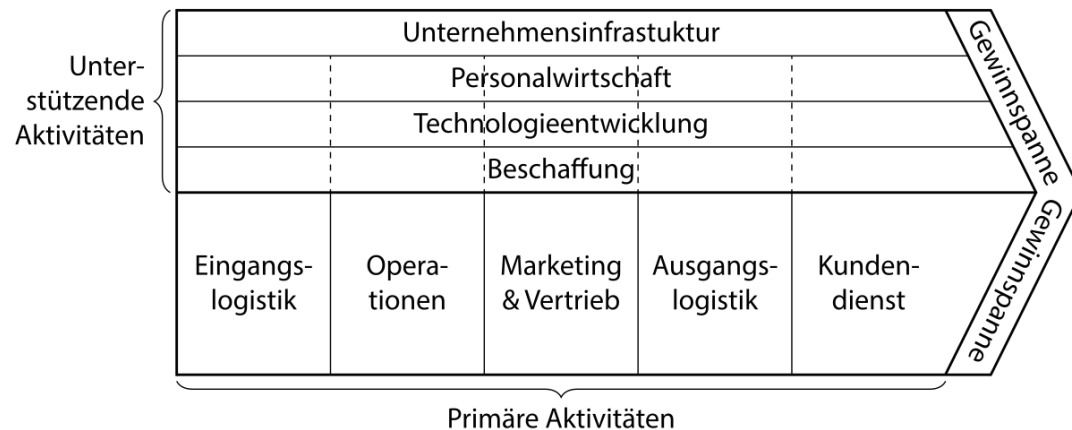 Unternehmensinfrastuktur
Unter-
stützende
Aktivitäten
Personalwirtschaft
Technologieentwicklung
Beschaffung
Gewinnspanne
Gewinnspanne
Eingangs-
logistik
Opera-
tionen
Marketing
& Vertrieb
Ausgangs-
logistik
Kunden-
dienst
Primäre Aktivitäten